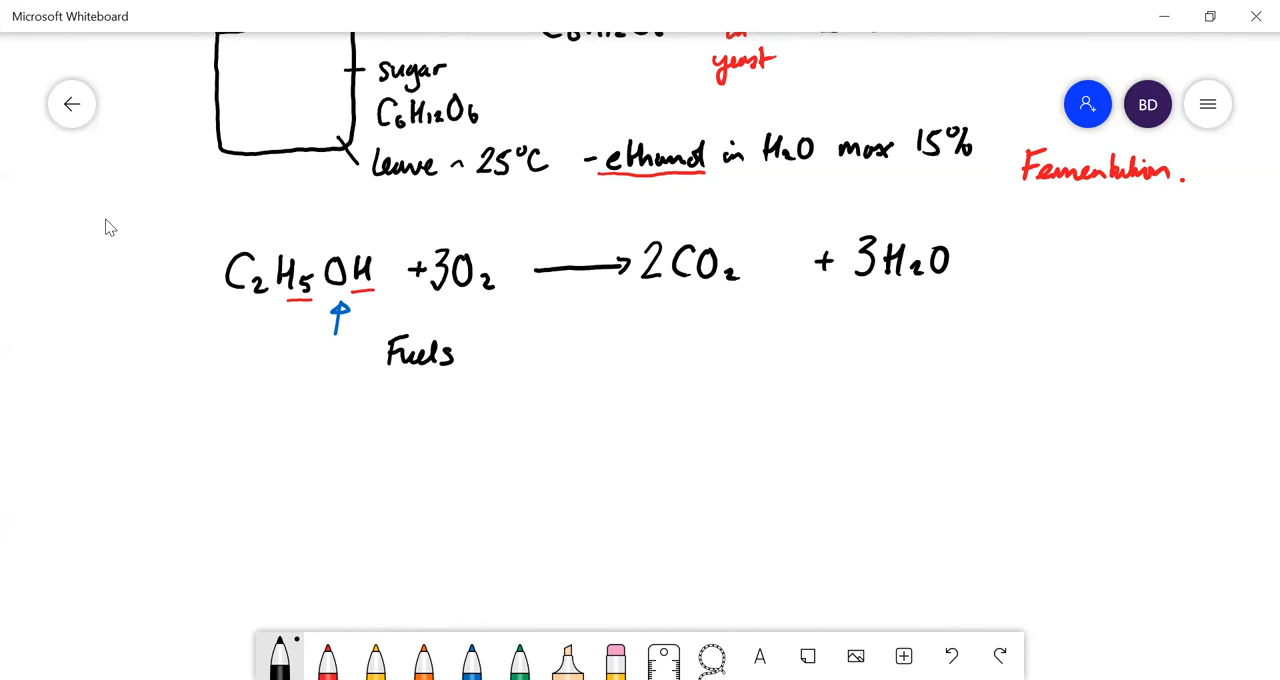 Microsoft Whiteboard
yeast
sugar
C6H12O6
BD
leave ~ 25°C - ethanol in H2O max 15%
Fermentation.
C2H5OH + 3O2 → 2CO2 + 3H2O
Fuels
A